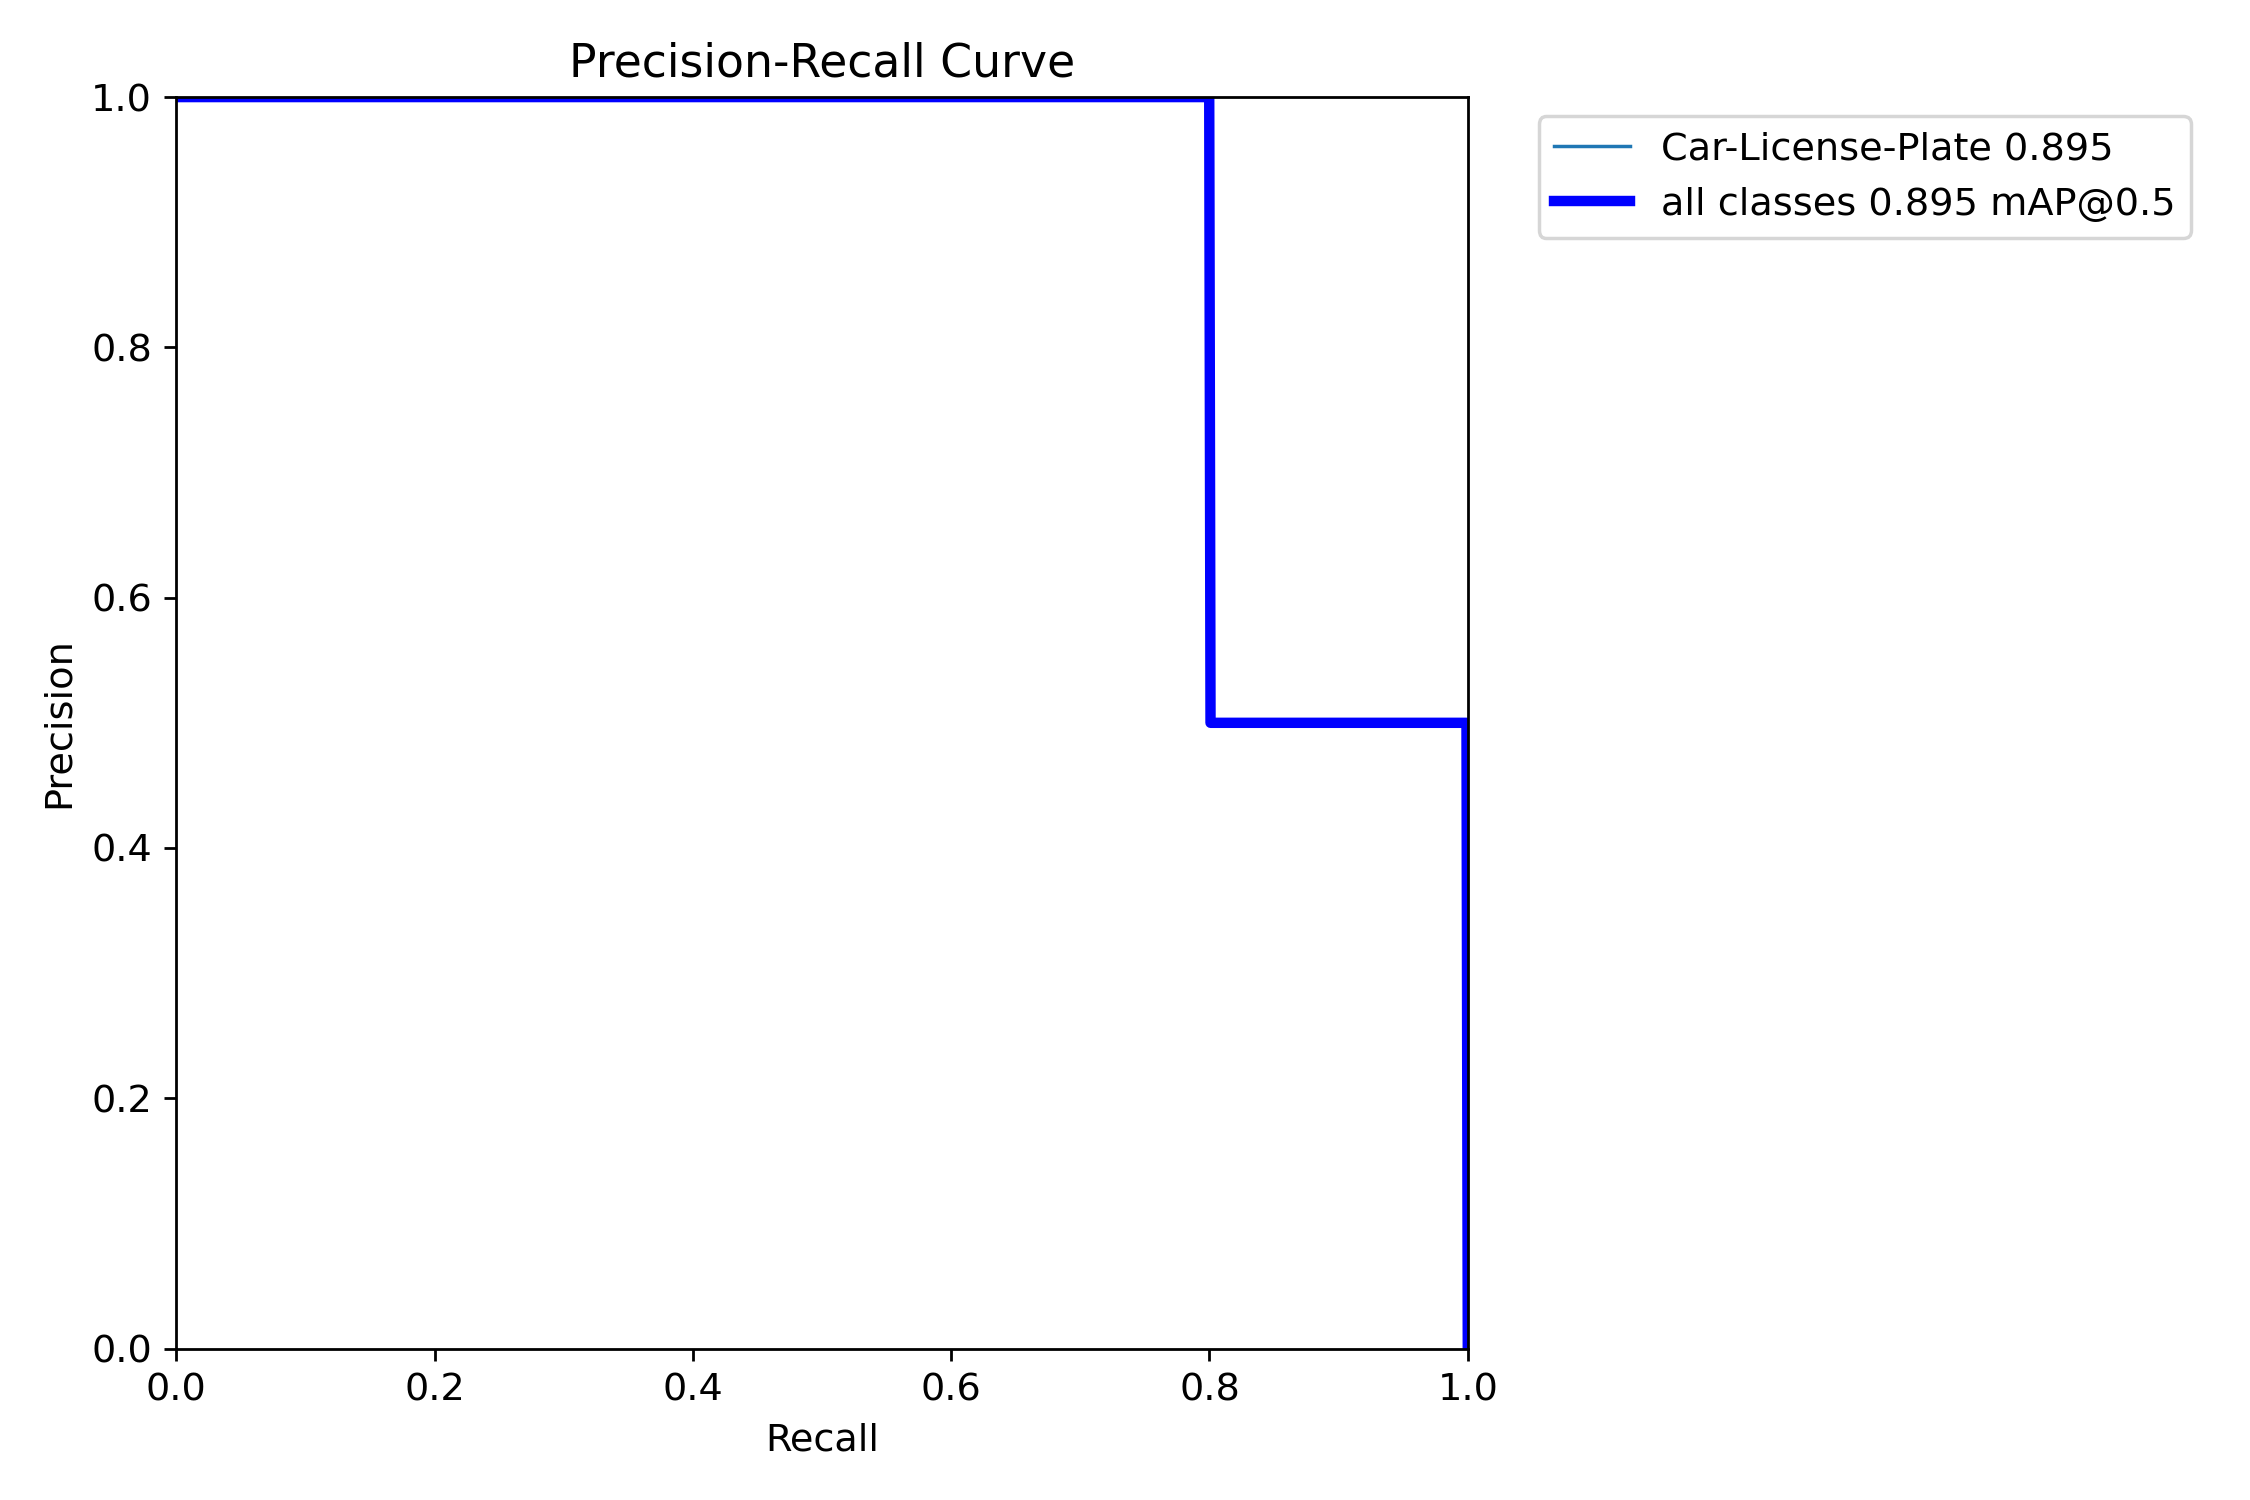 Precision-Recall Curve
1.0
0.8
0.6
0.4
0.2
0.0
Precision
0.0 0.2 0.4 0.6 0.8 1.0
Recall
Car-License-Plate 0.895
all classes 0.895 mAP@0.5